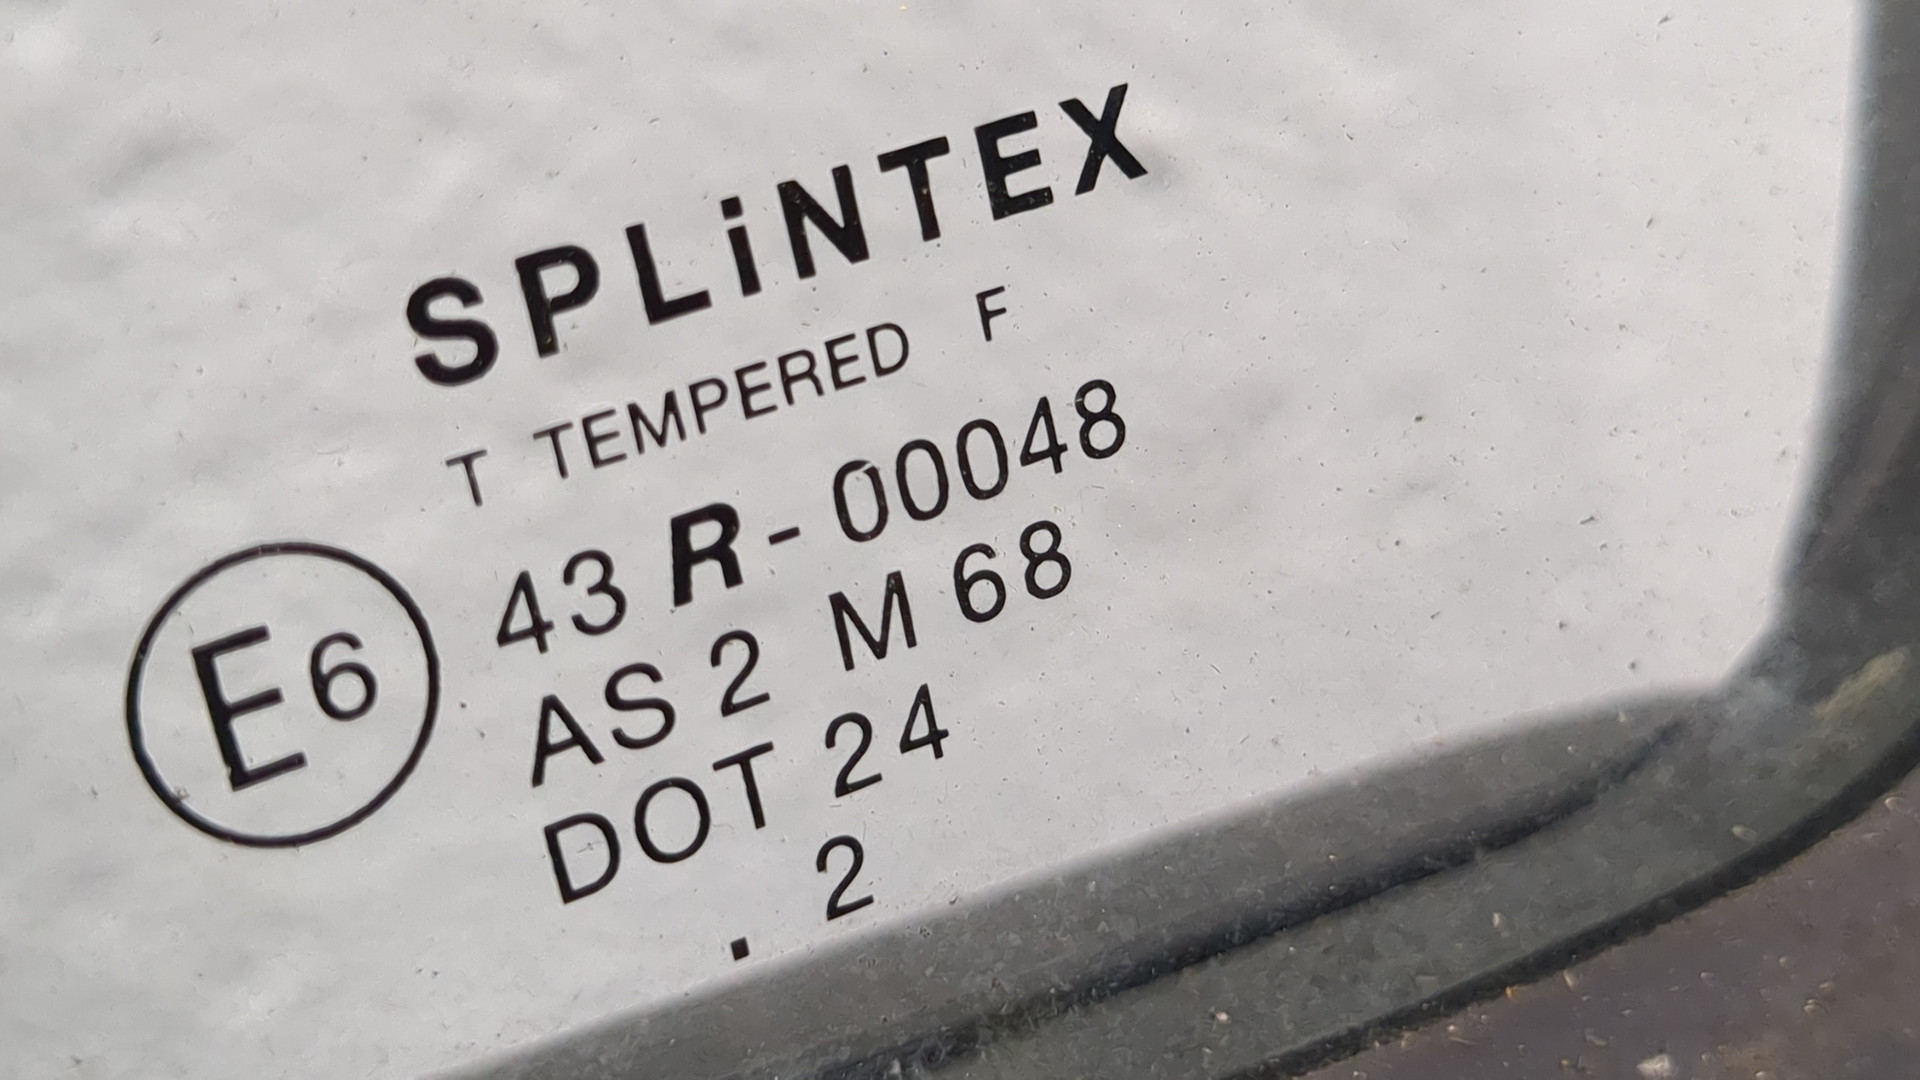 SPLiNTEX
T TEMPERED F
E6
43 R-00048
AS 2 M 68
DOT 24
. 2